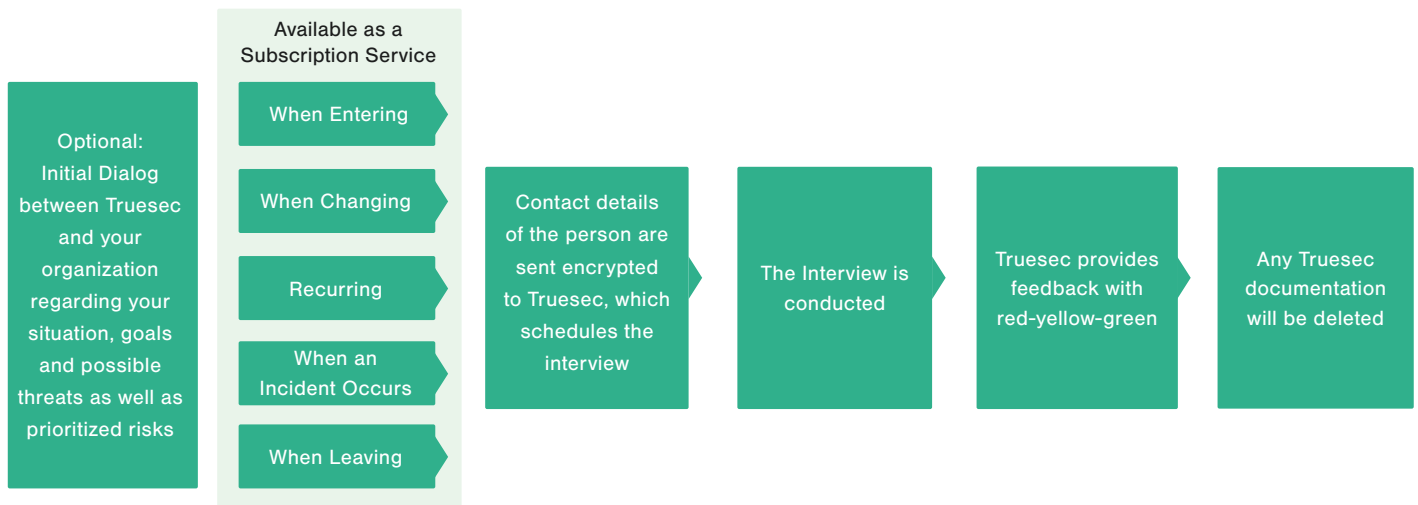 Optional:
Initial Dialog
between Truesec
and your
organization
regarding your
situation, goals
and possible
threats as well as
prioritized risks
Available as a
Subscription Service
When Entering
When Changing
Recurring
When an
Incident Occurs
When Leaving
Contact details
of the person are
sent encrypted
to Truesec, which
schedules the
interview
The Interview is
conducted
Truesec provides
feedback with
red-yellow-green
Any Truesec
documentation
will be deleted